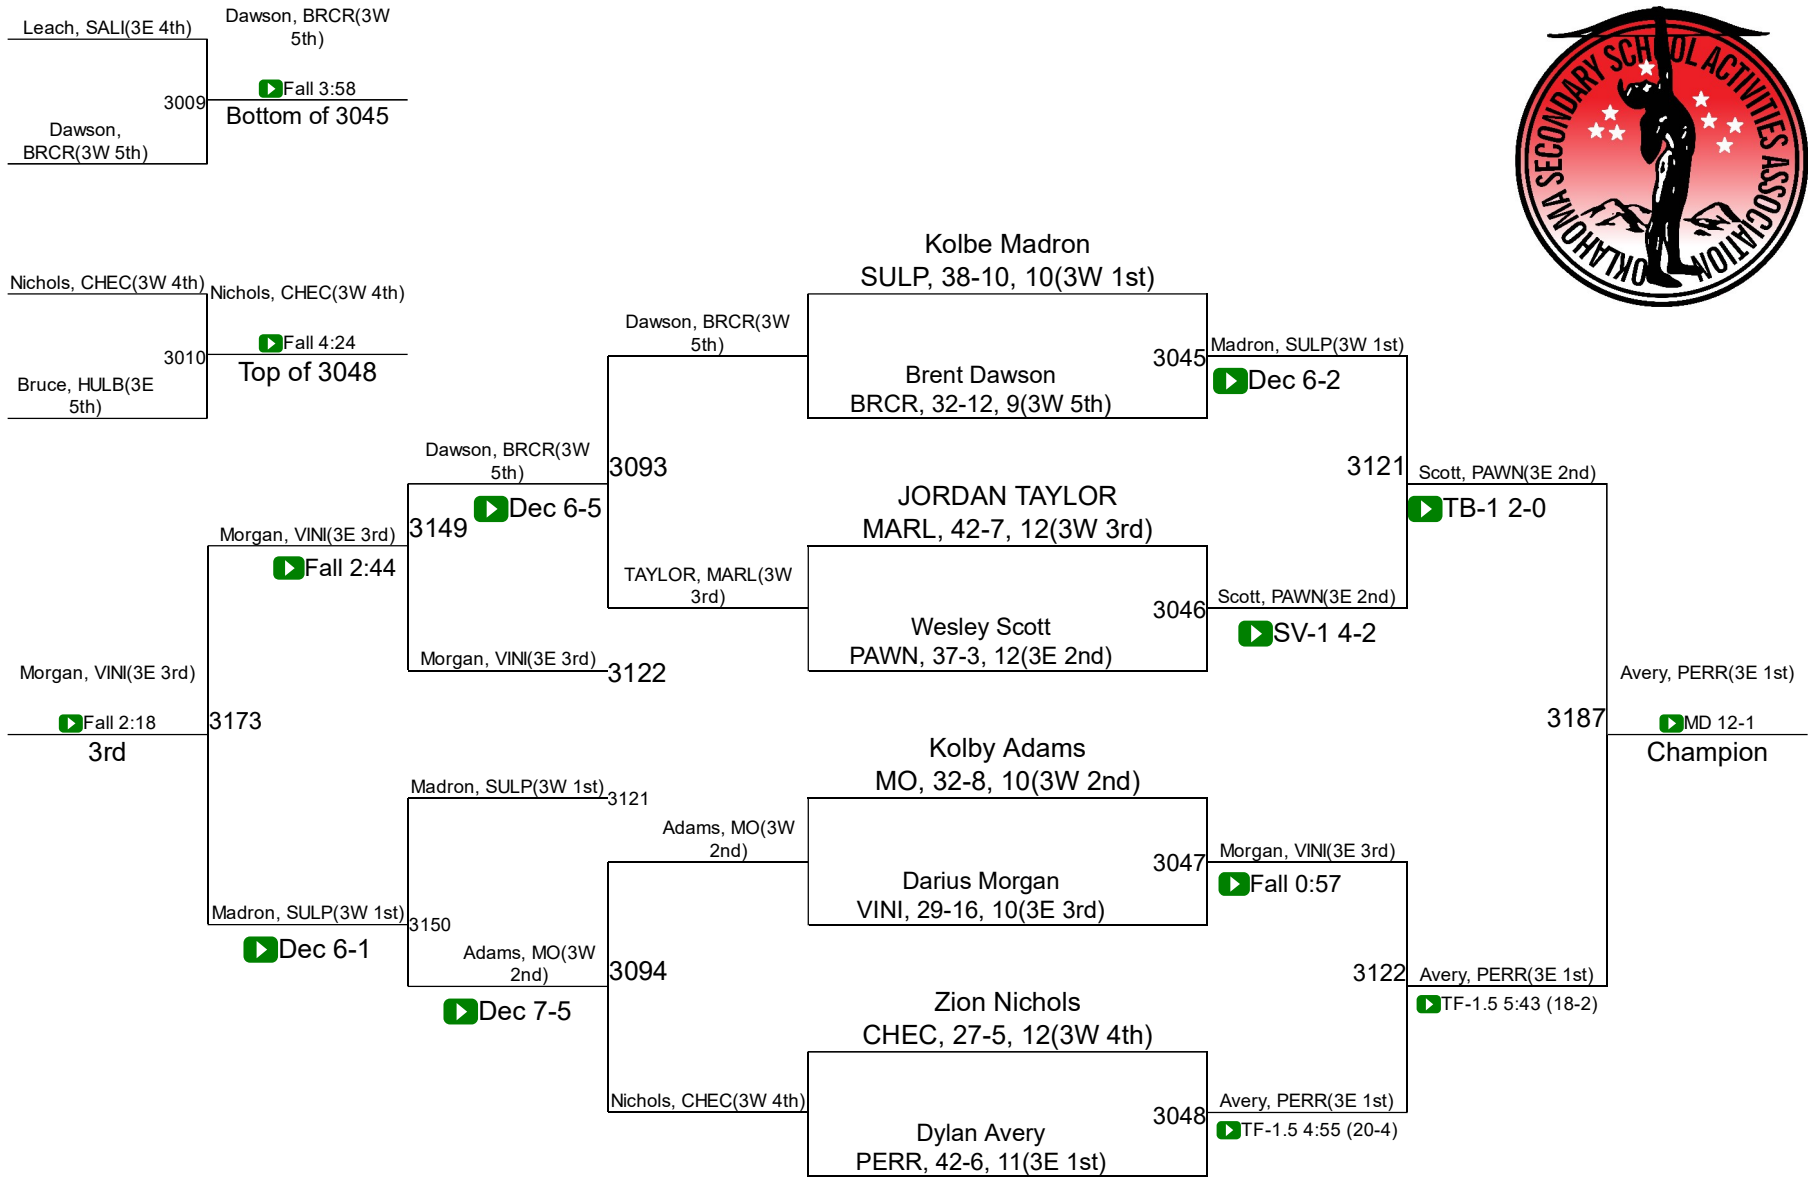 Leach, SALI(3E 4th)
Dawson, BRCR(3W
5th)
3009
Fall 3:58
Bottom of 3045
Dawson,
BRCR(3W 5th)
OKLAHOMA SECONDARY SCHOOL ACTIVITIES ASSOCIATION
Nichols, CHEC(3W 4th)
Nichols, CHEC(3W 4th)
3010
Fall 4:24
Top of 3048
Bruce, HULB(3E
5th)
Kolbe Madron
SULP, 38-10, 10(3W 1st)
Dawson, BRCR(3W
5th)
3045
Madron, SULP(3W 1st)
Dec 6-2
Brent Dawson
BRCR, 32-12, 9(3W 5th)
Dawson, BRCR(3W
5th)
3093
Dec 6-5
3121
Scott, PAWN(3E 2nd)
TB-1 2-0
JORDAN TAYLOR
MARL, 42-7, 12(3W 3rd)
Morgan, VINI(3E 3rd)
3149
Fall 2:44
TAYLOR, MARL(3W
3rd)
3046
Scott, PAWN(3E 2nd)
SV-1 4-2
Wesley Scott
PAWN, 37-3, 12(3E 2nd)
Morgan, VINI(3E 3rd)
3122
Morgan, VINI(3E 3rd)
Fall 2:18
3rd
3173
Avery, PERR(3E 1st)
3187
MD 12-1
Champion
Kolby Adams
MO, 32-8, 10(3W 2nd)
Madron, SULP(3W 1st)
3121
Adams, MO(3W
2nd)
3047
Morgan, VINI(3E 3rd)
Fall 0:57
Darius Morgan
VINI, 29-16, 10(3E 3rd)
Madron, SULP(3W 1st)
3150
Dec 6-1
Adams, MO(3W
2nd)
3094
Dec 7-5
3122
Avery, PERR(3E 1st)
TF-1.5 5:43 (18-2)
Zion Nichols
CHEC, 27-5, 12(3W 4th)
Nichols, CHEC(3W 4th)
3048
Avery, PERR(3E 1st)
TF-1.5 4:55 (20-4)
Dylan Avery
PERR, 42-6, 11(3E 1st)